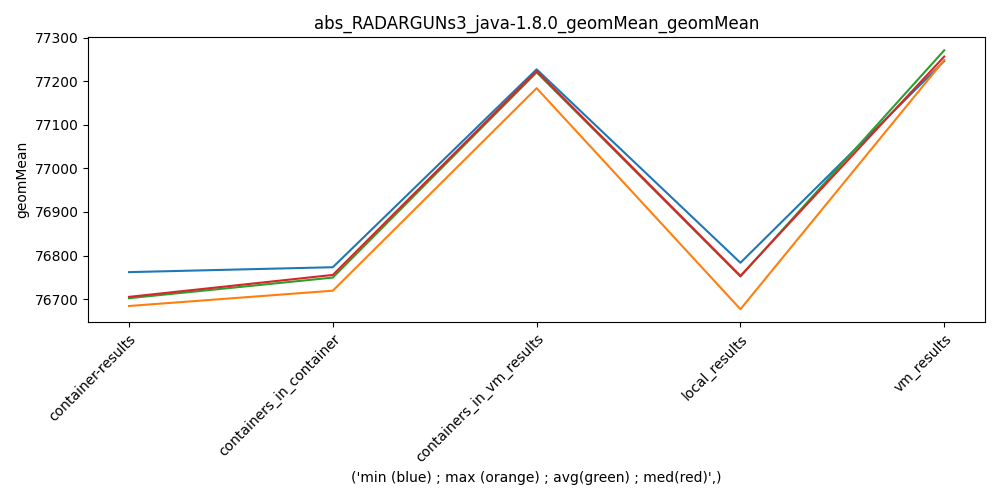 abs_RADARGUNs3_java-1.8.0_geomMean_geomMean
77300
77200
77100
77000
76900
76800
76700
geomMean
container-results
containers_in_container
containers_in_vm_results
local_results
vm_results
('min (blue) ; max (orange) ; avg(green) ; med(red)',)